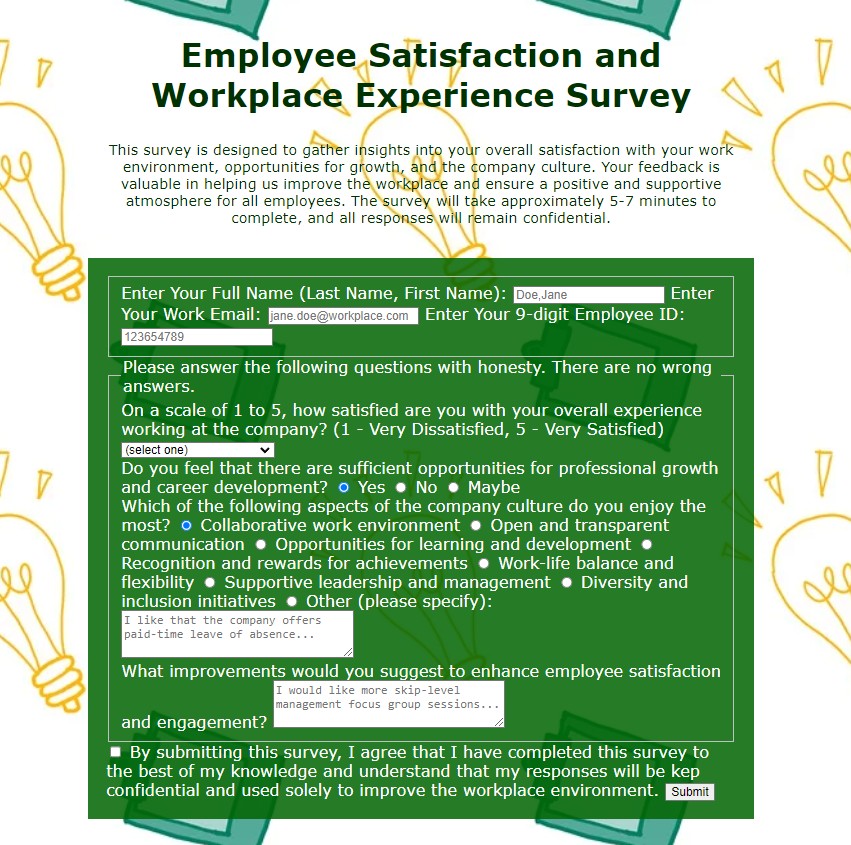 Employee Satisfaction and
Workplace Experience Survey
This survey is designed to gather insights into your overall satisfaction with your work
environment, opportunities for growth, and the company culture. Your feedback is
valuable in helping us improve the workplace and ensure a positive and supportive
atmosphere for all employees. The survey will take approximately 5-7 minutes to
complete, and all responses will remain confidential.
Enter Your Full Name (Last Name, First Name): Doe,Jane Enter
Your Work Email: jane.doe@workplace.com Enter Your 9-digit Employee ID:
123654789
Please answer the following questions with honesty. There are no wrong
answers.
On a scale of 1 to 5, how satisfied are you with your overall experience
working at the company? (1 - Very Dissatisfied, 5 - Very Satisfied)
(select one)
Do you feel that there are sufficient opportunities for professional growth
and career development? Yes No Maybe
Which of the following aspects of the company culture do you enjoy the
most? Collaborative work environment Open and transparent
communication Opportunities for learning and development
Recognition and rewards for achievements Work-life balance and
flexibility Supportive leadership and management Diversity and
inclusion initiatives Other (please specify):
I like that the company offers
paid-time leave of absence...
What improvements would you suggest to enhance employee satisfaction
I would like more skip-level
management focus group sessions...
and engagement?
By submitting this survey, I agree that I have completed this survey to
the best of my knowledge and understand that my responses will be kep
confidential and used solely to improve the workplace environment. Submit